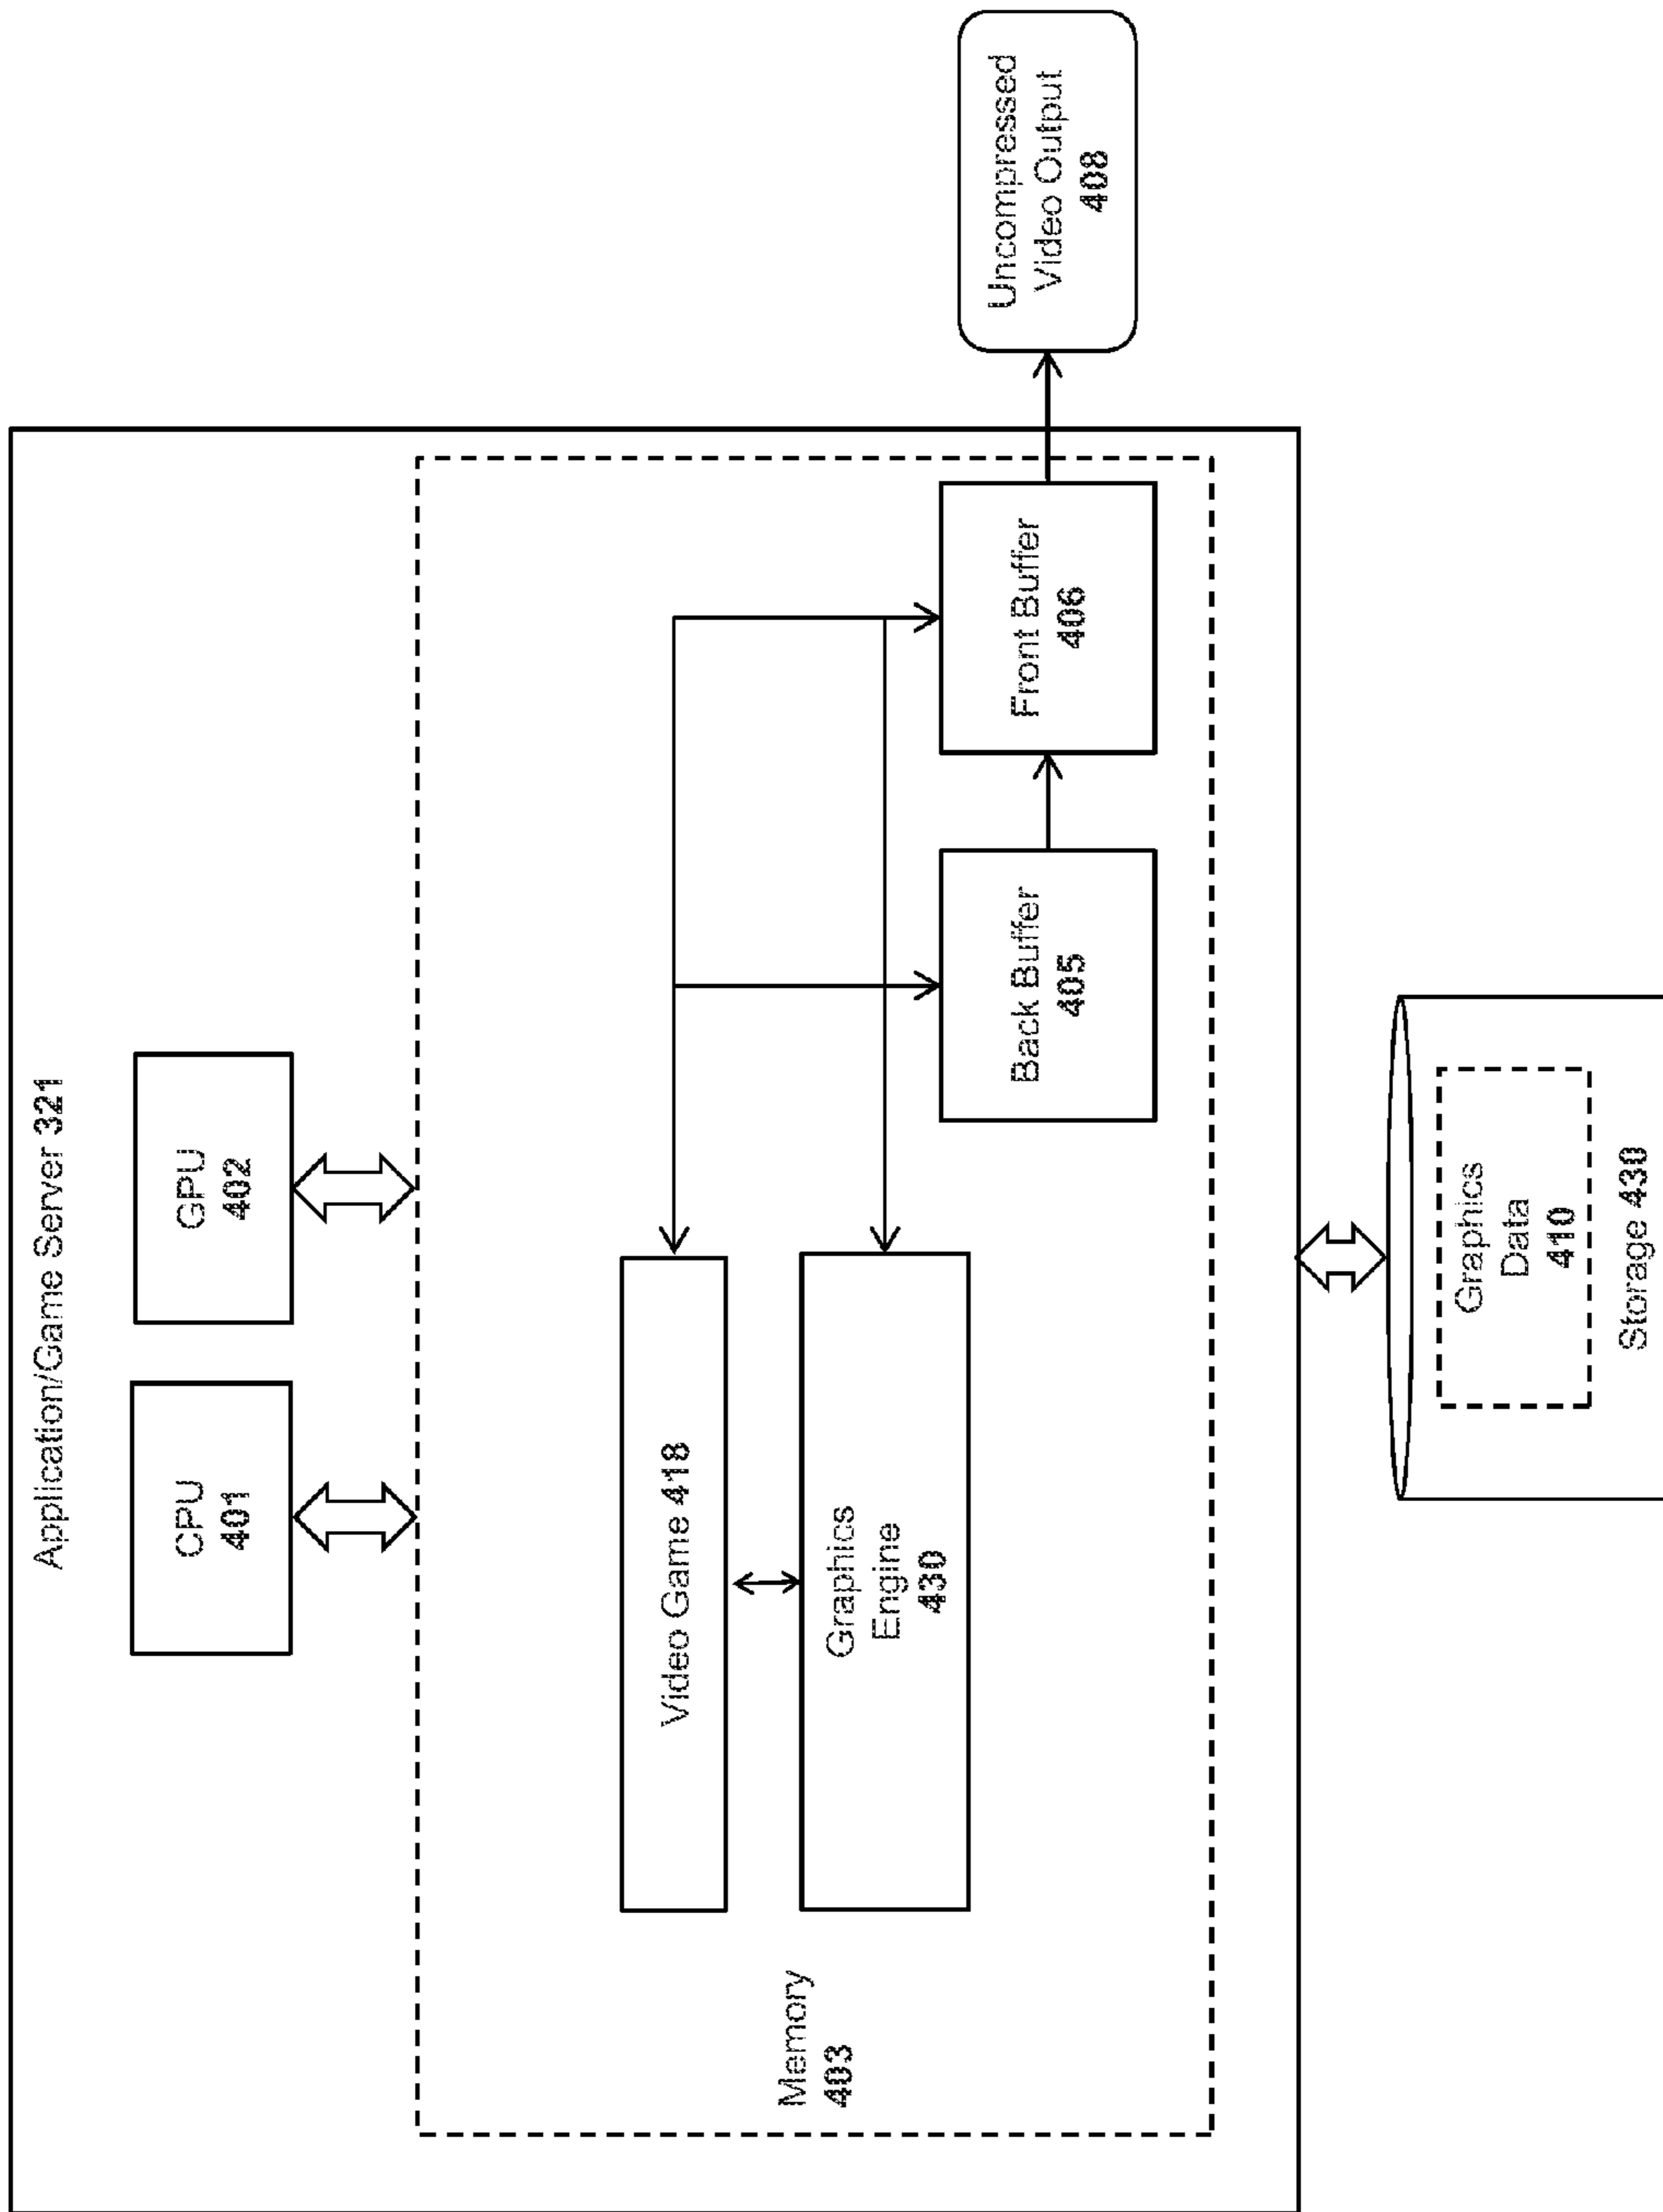 Application/Game Server 321
CPU
401
GPU
402
Memory
403
Video Game 418
Graphics
Engine
430
Back Buffer
405
Front Buffer
406
Uncompressed
Video Output
408
Graphics
Data
410
Storage 430